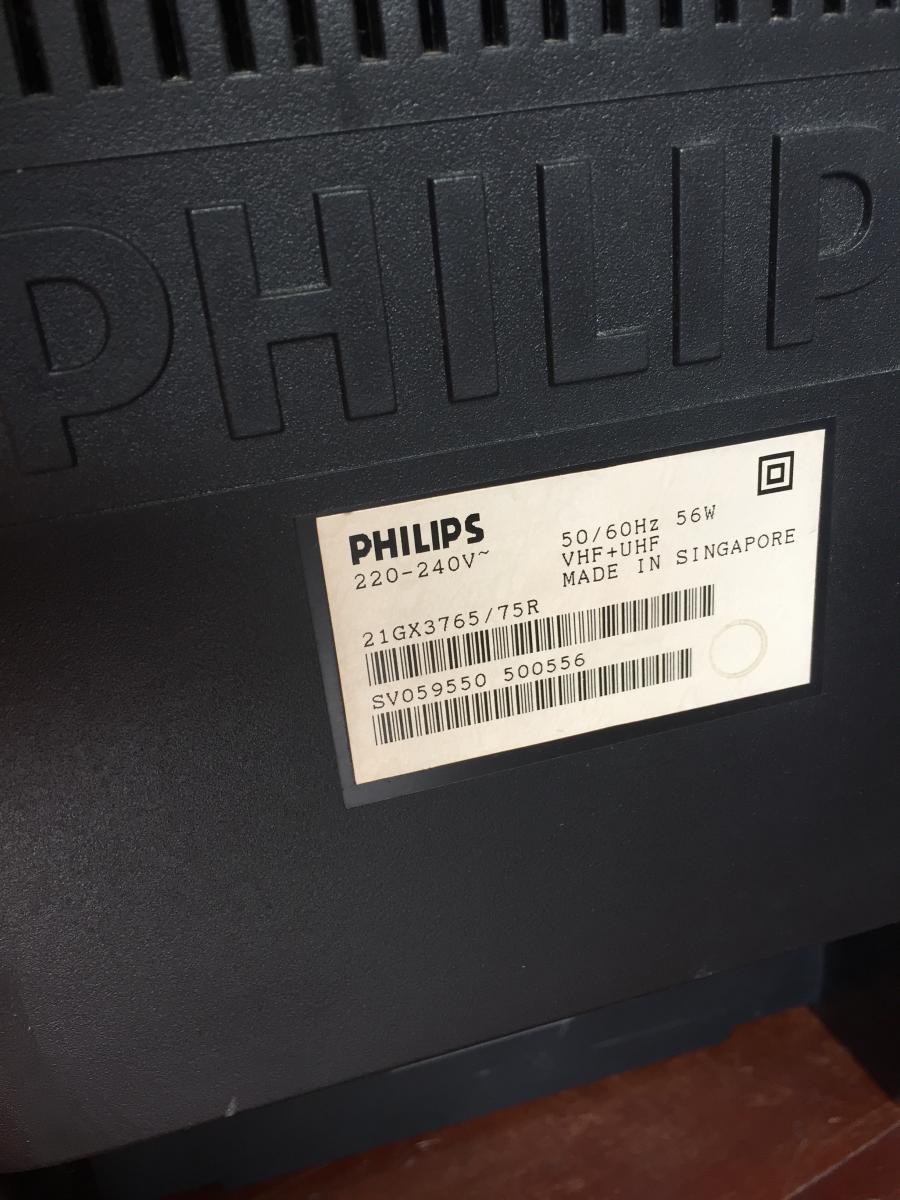 PHILIP
PHILIPS
220-240V~
50/60Hz 56W
VHF+UHF
MADE IN SINGAPORE
21GX3765/75R
SV059550 500556